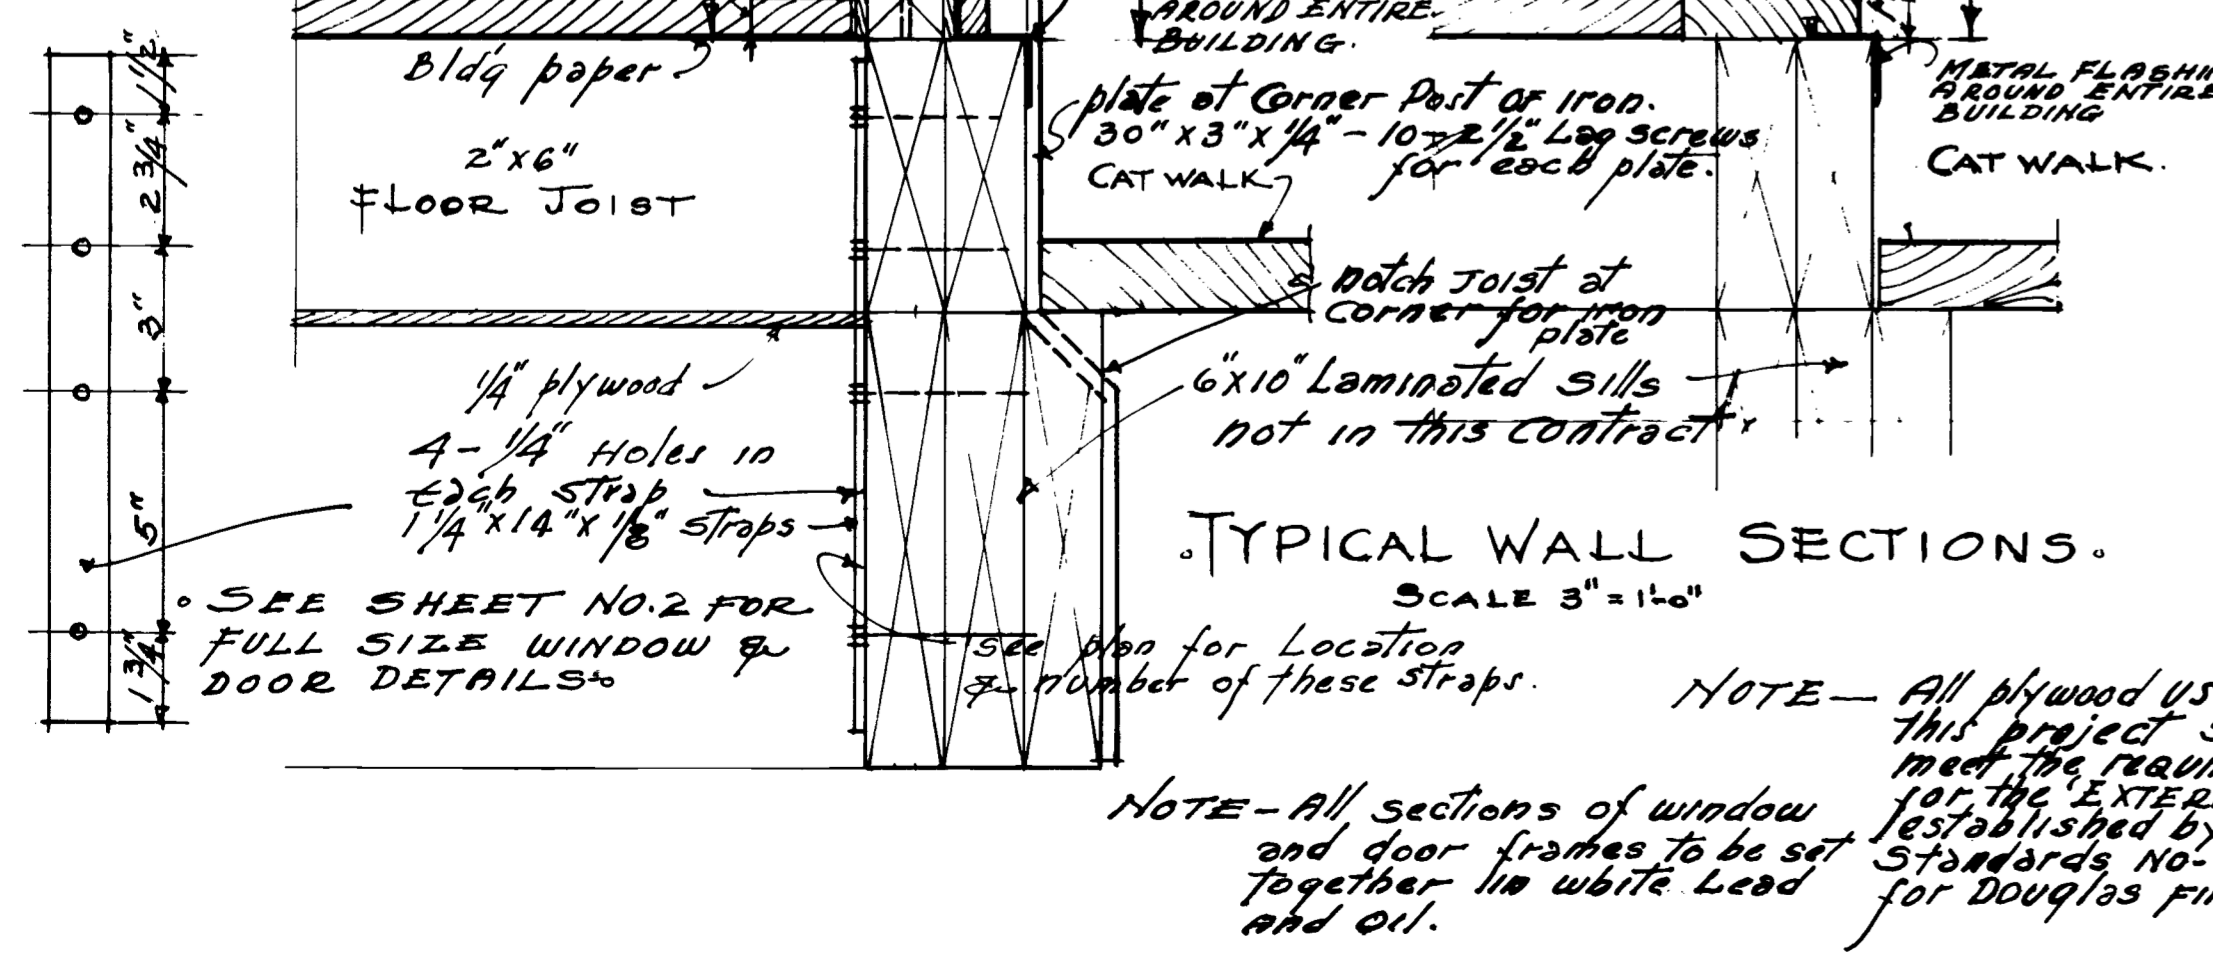 AROUND ENTIRE
BUILDING.
Bldg paper
plate at Corner Post of iron.
30" x 3" x 1/4" - 10 - 2 1/2" Lag screws
for each plate.
CAT WALK
METAL FLASHIN
AROUND ENTIRE
BUILDING
CAT WALK.
1 1/2"
2 3/4"
3"
5"
1 3/4"
2" x 6"
FLOOR JOIST
notch Joist at
Corner for iron
plate
1/4" plywood
6"x10" Laminated Sills
not in this contract
4 - 1/4" Holes in
Each Strap
1 1/4" x 14" x 1/8" Straps
TYPICAL WALL SECTIONS.
SCALE 3" = 1'-0"
SEE SHEET NO. 2 FOR
FULL SIZE WINDOW &
DOOR DETAILS
see plan for Location
& number of these straps.
NOTE - All sections of window
and door frames to be set
together in white Lead
and Oil.
NOTE - All plywood us
this project s
meet the requi
for the 'EXTER
established by
Standards No-
for Douglas Fi